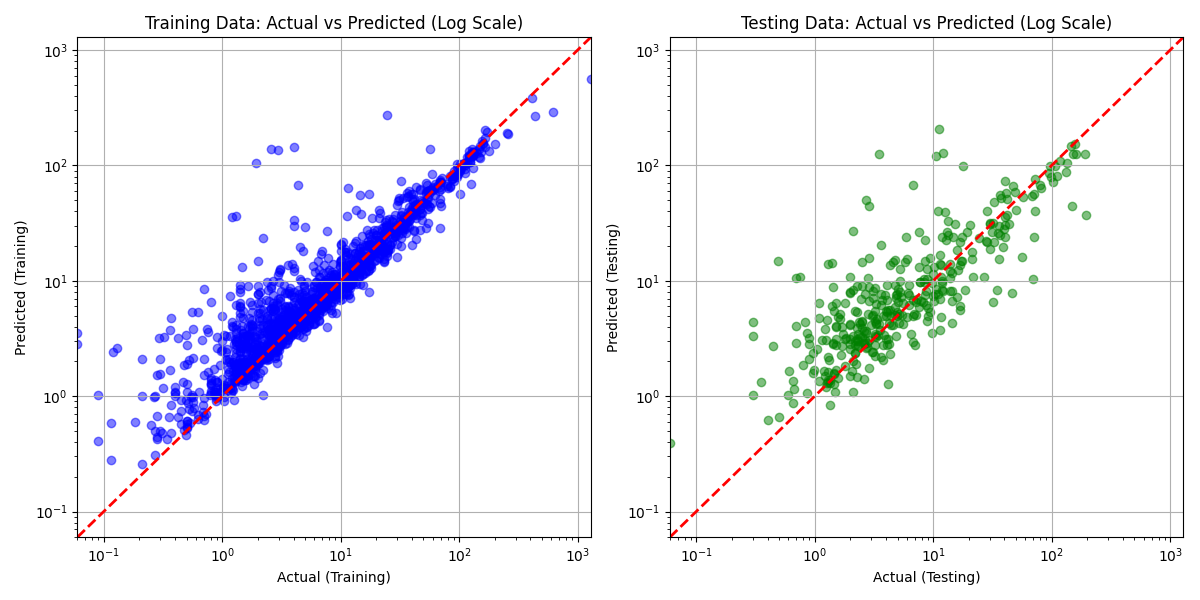 Training Data: Actual vs Predicted (Log Scale)
Predicted (Training)
10³
10²
10¹
10⁰
10⁻¹
10⁻¹ 10⁰ 10¹ 10² 10³
Actual (Training)
Testing Data: Actual vs Predicted (Log Scale)
Predicted (Testing)
10³
10²
10¹
10⁰
10⁻¹
10⁻¹ 10⁰ 10¹ 10² 10³
Actual (Testing)